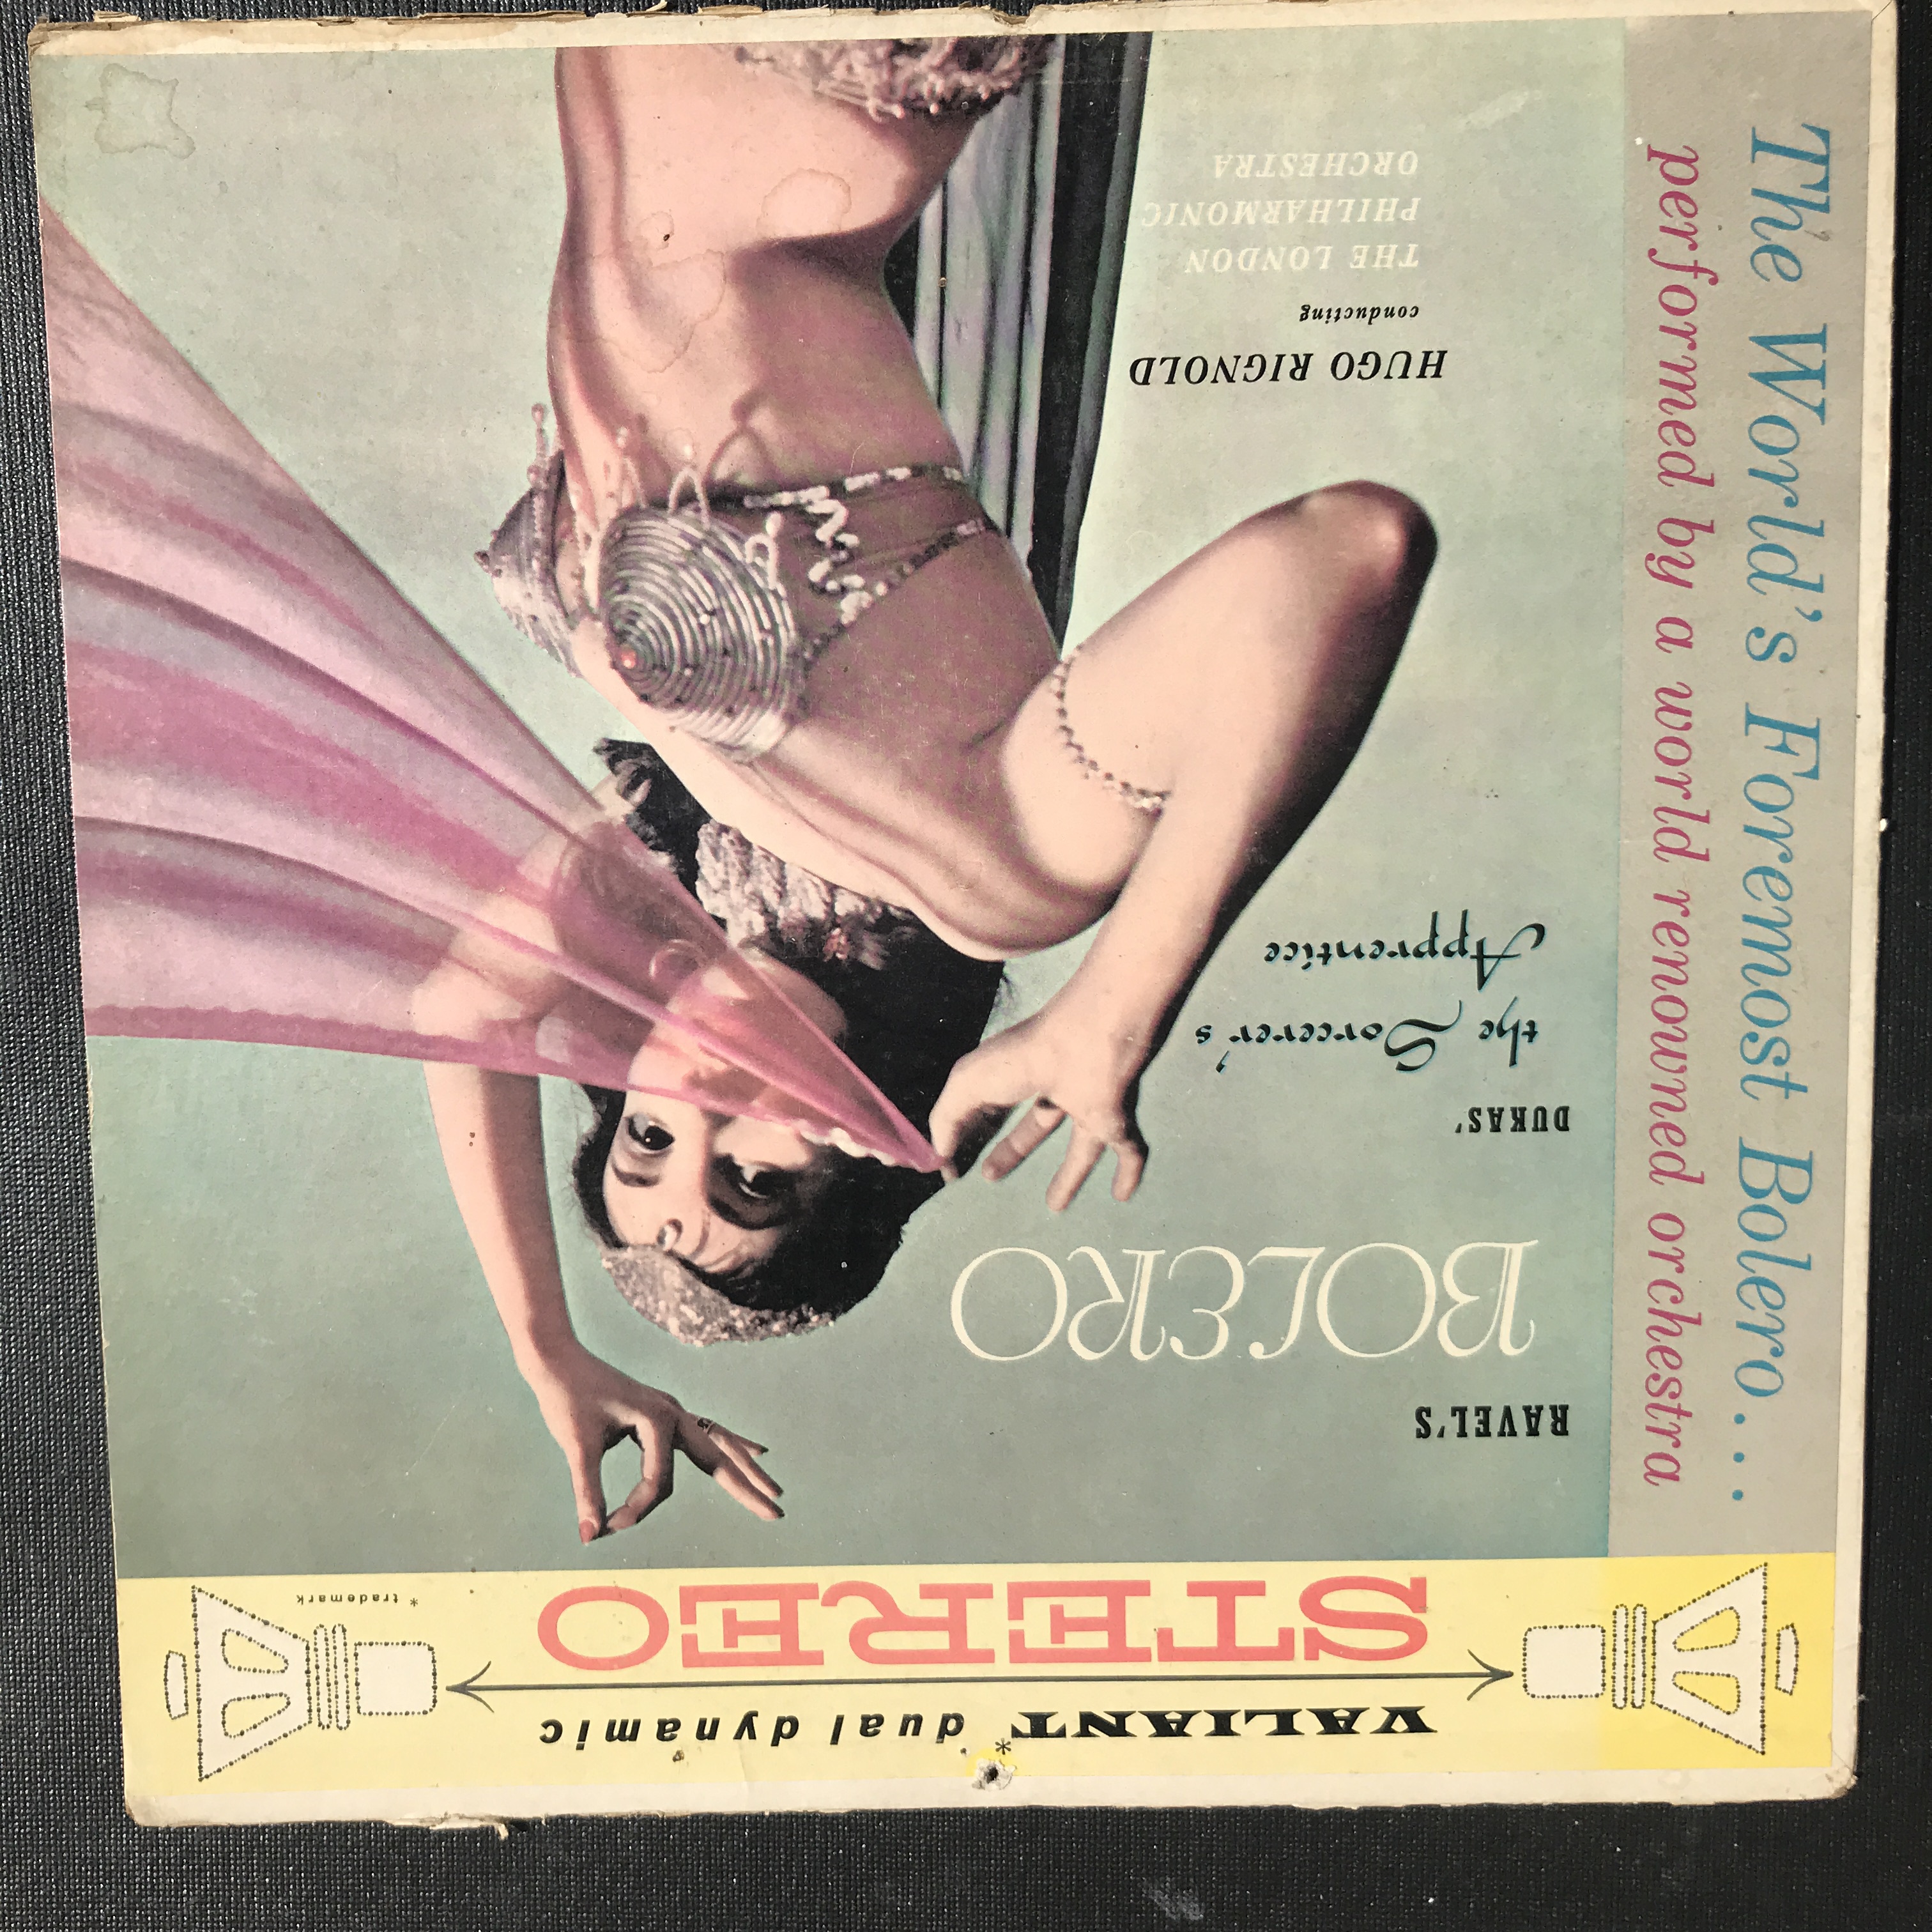 VALIANT* dual dynamic
STEREO
* trademark
The World's Foremost Bolero...
performed by a world renowned orchestra
RAVEL'S
BOLERO
DUKAS'
the Sorcerer's
Apprentice
HUGO RIGNOLD
conducting
THE LONDON
PHILHARMONIC
ORCHESTRA